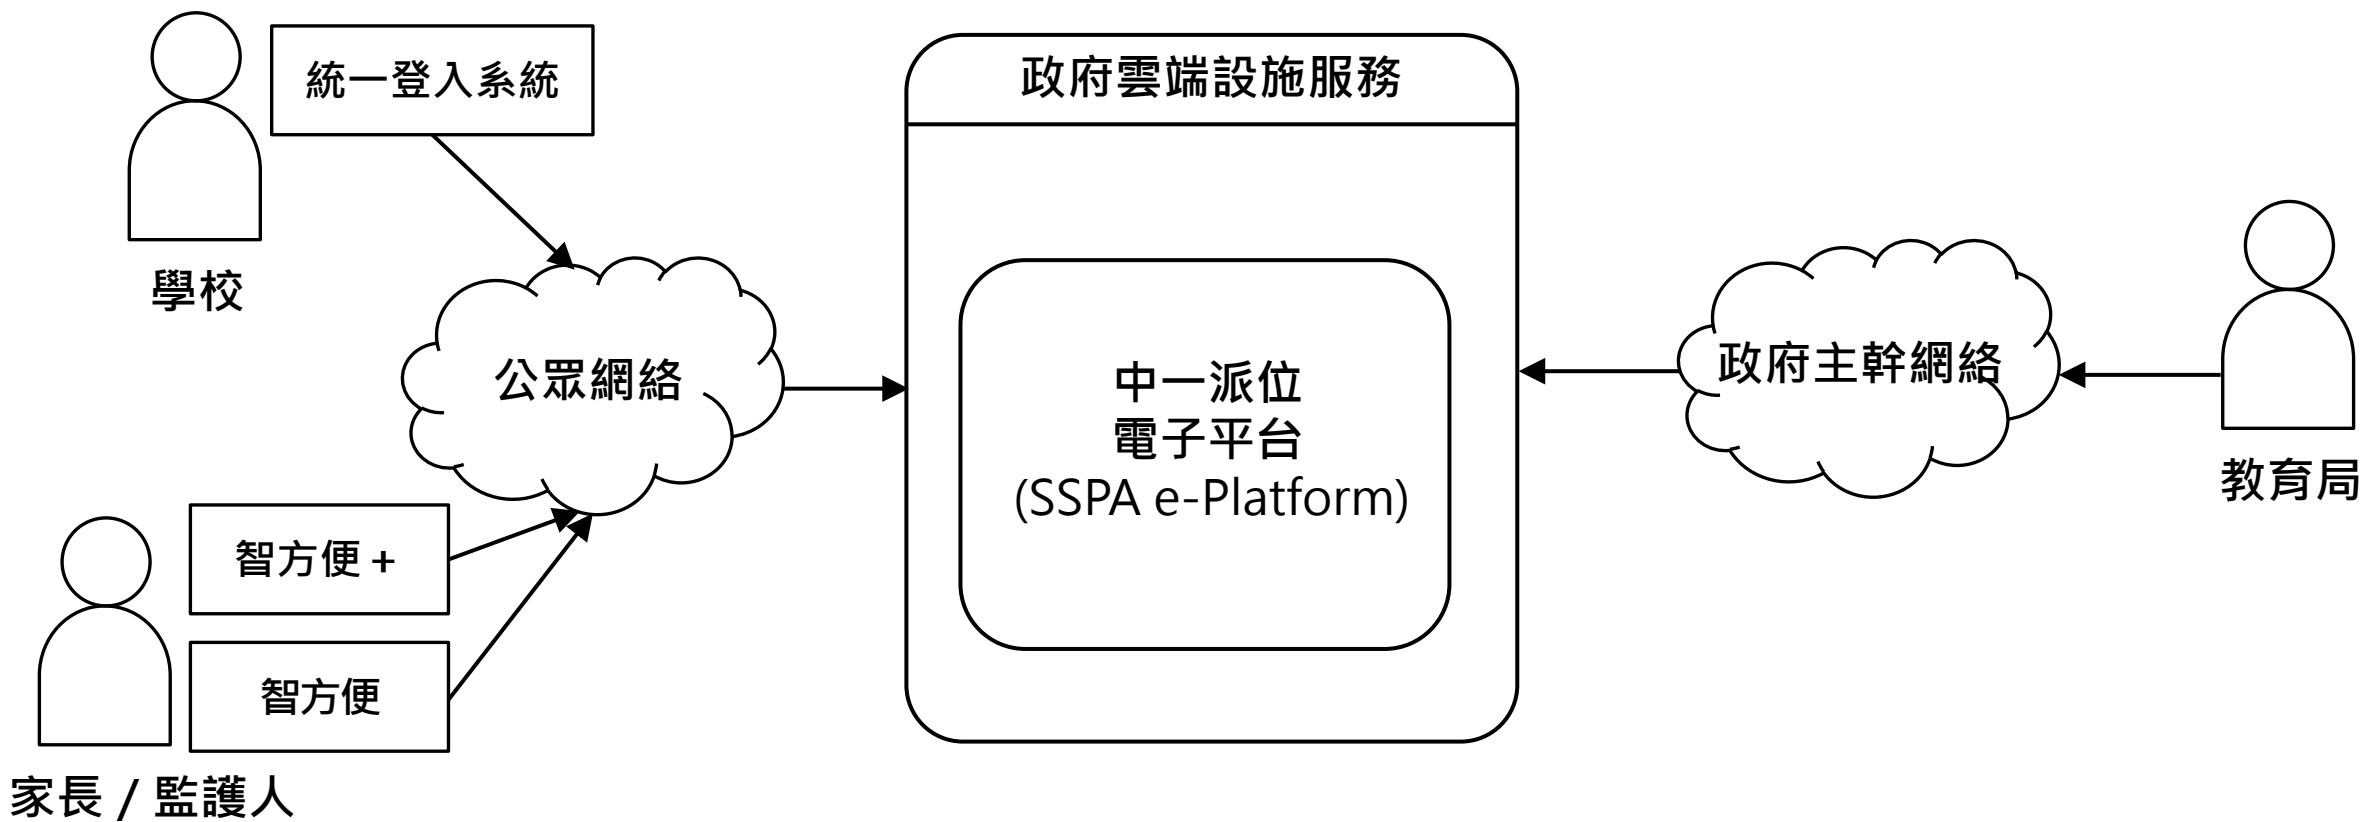 統一登入系統
學校
智方便 +
智方便
家長 / 監護人
公眾網絡
政府雲端設施服務
中一派位
電子平台
(SSPA e-Platform)
政府主幹網絡
教育局